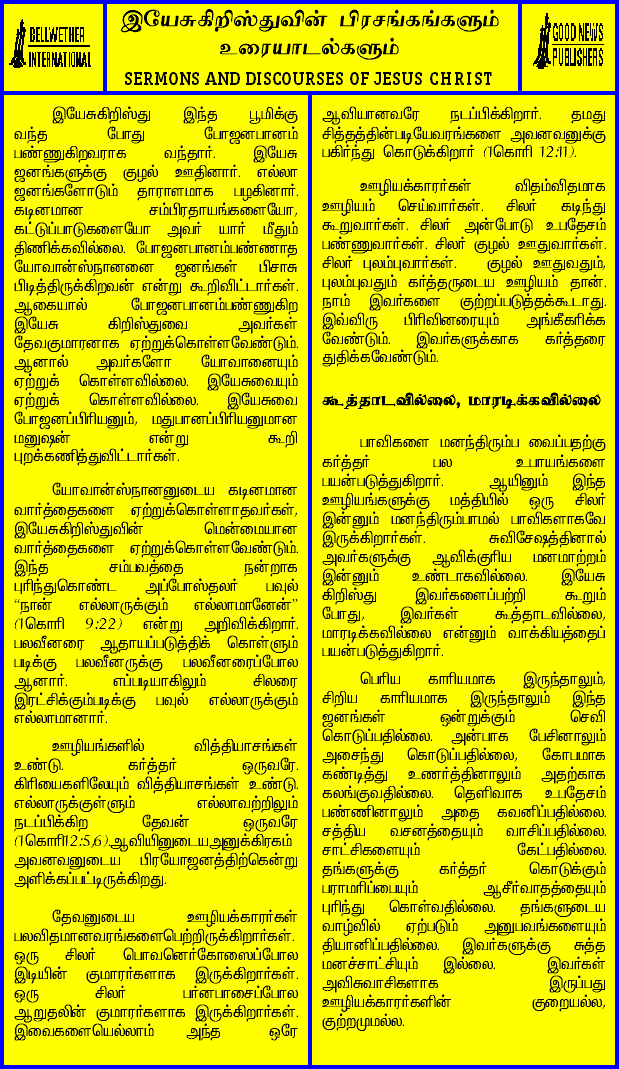 BELLWETHER
INTERNATIONAL
இயேசுகிறிஸ்துவின் பிரசங்கங்களும்
உரையாடல்களும்
SERMONS AND DISCOURSES OF JESUS CHRIST
GOOD NEWS
PUBLISHERS
இயேசுகிறிஸ்து இந்த பூமிக்கு
வந்த போது போஜனபானம்
பண்ணுகிறவராக வந்தார். இயேசு
ஜனங்களுக்கு குழல் ஊதினார். எல்லா
ஜனங்களோடும் தாராளமாக பழகினார்.
கடினமான சம்பிரதாயங்களையோ,
கட்டுப்பாடுகளையோ அவர் யார் மீதும்
திணிக்கவில்லை. போஜனபானம்பண்ணாத
யோவான்ஸ்நானனை ஜனங்கள் பிசாசு
பிடித்திருக்கிறவன் என்று கூறிவிட்டார்கள்.
ஆகையால் போஜனபானம்பண்ணுகிற
இயேசு கிறிஸ்துவை அவர்கள்
தேவகுமாரனாக ஏற்றுக்கொள்ளவேண்டும்.
ஆனால் அவர்களோ யோவானையும்
ஏற்றுக் கொள்ளவில்லை. இயேசுவையும்
ஏற்றுக் கொள்ளவில்லை. இயேசுவை
போஜனப்பிரியனும், மதுபானப்பிரியனுமான
மனுஷன் என்று கூறி
புறக்கணித்துவிட்டார்கள்.
யோவான்ஸ்நானனுடைய கடினமான
வார்த்தைகளை ஏற்றுக்கொள்ளாதவர்கள்,
இயேசுகிறிஸ்துவின் மென்மையான
வார்த்தைகளை ஏற்றுக்கொள்ளவேண்டும்.
இந்த சம்பவத்தை நன்றாக
புரிந்துகொண்ட அப்போஸ்தலர் பவுல்
“நான் எல்லாருக்கும் எல்லாமானேன்”
(1கொரி 9:22) என்று அறிவிக்கிறார்.
பலவீனரை ஆதாயப்படுத்திக் கொள்ளும்
படிக்கு பலவீனருக்கு பலவீனரைப்போல
ஆனார். எப்படியாகிலும் சிலரை
இரட்சிக்கும்படிக்கு பவுல் எல்லாருக்கும்
எல்லாமானார்.
ஊழியங்களில் வித்தியாசங்கள்
உண்டு. கர்த்தர் ஒருவரே.
கிரியைகளிலேயும் வித்தியாசங்கள் உண்டு.
எல்லாருக்குள்ளும் எல்லாவற்றிலும்
நடப்பிக்கிற தேவன் ஒருவரே
(1கொரி12:5,6).ஆவியினுடையஅனுக்கிரகம்
அவனவனுடைய பிரயோஜனத்திற்கென்று
அளிக்கப்பட்டிருக்கிறது.
தேவனுடைய ஊழியக்காரர்கள்
பலவிதமானவரங்களைபெற்றிருக்கிறார்கள்.
ஒரு சிலர் பொவனெர்கோஸைப்போல
இடியின் குமாரர்களாக இருக்கிறார்கள்.
ஒரு சிலர் பர்னபாசைப்போல
ஆறுதலின் குமாரர்களாக இருக்கிறார்கள்.
இவைகளையெல்லாம் அந்த ஒரே
ஆவியானவரே நடப்பிக்கிறார். தமது
சித்தத்தின்படியேவரங்களை அவனவனுக்கு
பகிர்ந்து கொடுக்கிறார் (1கொரி 12:11).
ஊழியக்காரர்கள் விதம்விதமாக
ஊழியம் செய்வார்கள். சிலர் கடிந்து
கூறுவார்கள். சிலர் அன்போடு உபதேசம்
பண்ணுவார்கள். சிலர் குழல் ஊதுவார்கள்.
சிலர் புலம்புவார்கள். குழல் ஊதுவதும்,
புலம்புவதும் கர்த்தருடைய ஊழியம் தான்.
நாம் இவர்களை குற்றப்படுத்தக்கூடாது.
இவ்விரு பிரிவினரையும் அங்கீகரிக்க
வேண்டும். இவர்களுக்காக கர்த்தரை
துதிக்கவேண்டும்.
கூத்தாடவில்லை, மாரடிக்கவில்லை
பாவிகளை மனந்திரும்ப வைப்பதற்கு
கர்த்தர் பல உபாயங்களை
பயன்படுத்துகிறார். ஆயினும் இந்த
ஊழியங்களுக்கு மத்தியில் ஒரு சிலர்
இன்னும் மனந்திரும்பாமல் பாவிகளாகவே
இருக்கிறார்கள். சுவிசேஷத்தினால்
அவர்களுக்கு ஆவிக்குரிய மனமாற்றம்
இன்னும் உண்டாகவில்லை. இயேசு
கிறிஸ்து இவர்களைப்பற்றி கூறும்
போது, இவர்கள் கூத்தாடவில்லை,
மாரடிக்கவில்லை என்னும் வாக்கியத்தைப்
பயன்படுத்துகிறார்.
பெரிய காரியமாக இருந்தாலும்,
சிறிய காரியமாக இருந்தாலும் இந்த
ஜனங்கள் ஒன்றுக்கும் செவி
கொடுப்பதில்லை. அன்பாக பேசினாலும்
அசைந்து கொடுப்பதில்லை, கோபமாக
கண்டித்து உணர்த்தினாலும் அதற்காக
கலங்குவதில்லை. தெளிவாக உபதேசம்
பண்ணினாலும் அதை கவனிப்பதில்லை.
சத்திய வசனத்தையும் வாசிப்பதில்லை.
சாட்சிகளையும் கேட்பதில்லை.
தங்களுக்கு கர்த்தர் கொடுக்கும்
பராமரிப்பையும் ஆசீர்வாதத்தையும்
புரிந்து கொள்வதில்லை. தங்களுடைய
வாழ்வில் ஏற்படும் அனுபவங்களையும்
தியானிப்பதில்லை. இவர்களுக்கு சுத்த
மனச்சாட்சியும் இல்லை. இவர்கள்
அவிசுவாசிகளாக இருப்பது
ஊழியக்காரர்களின் குறையல்ல,
குற்றமுமல்ல.